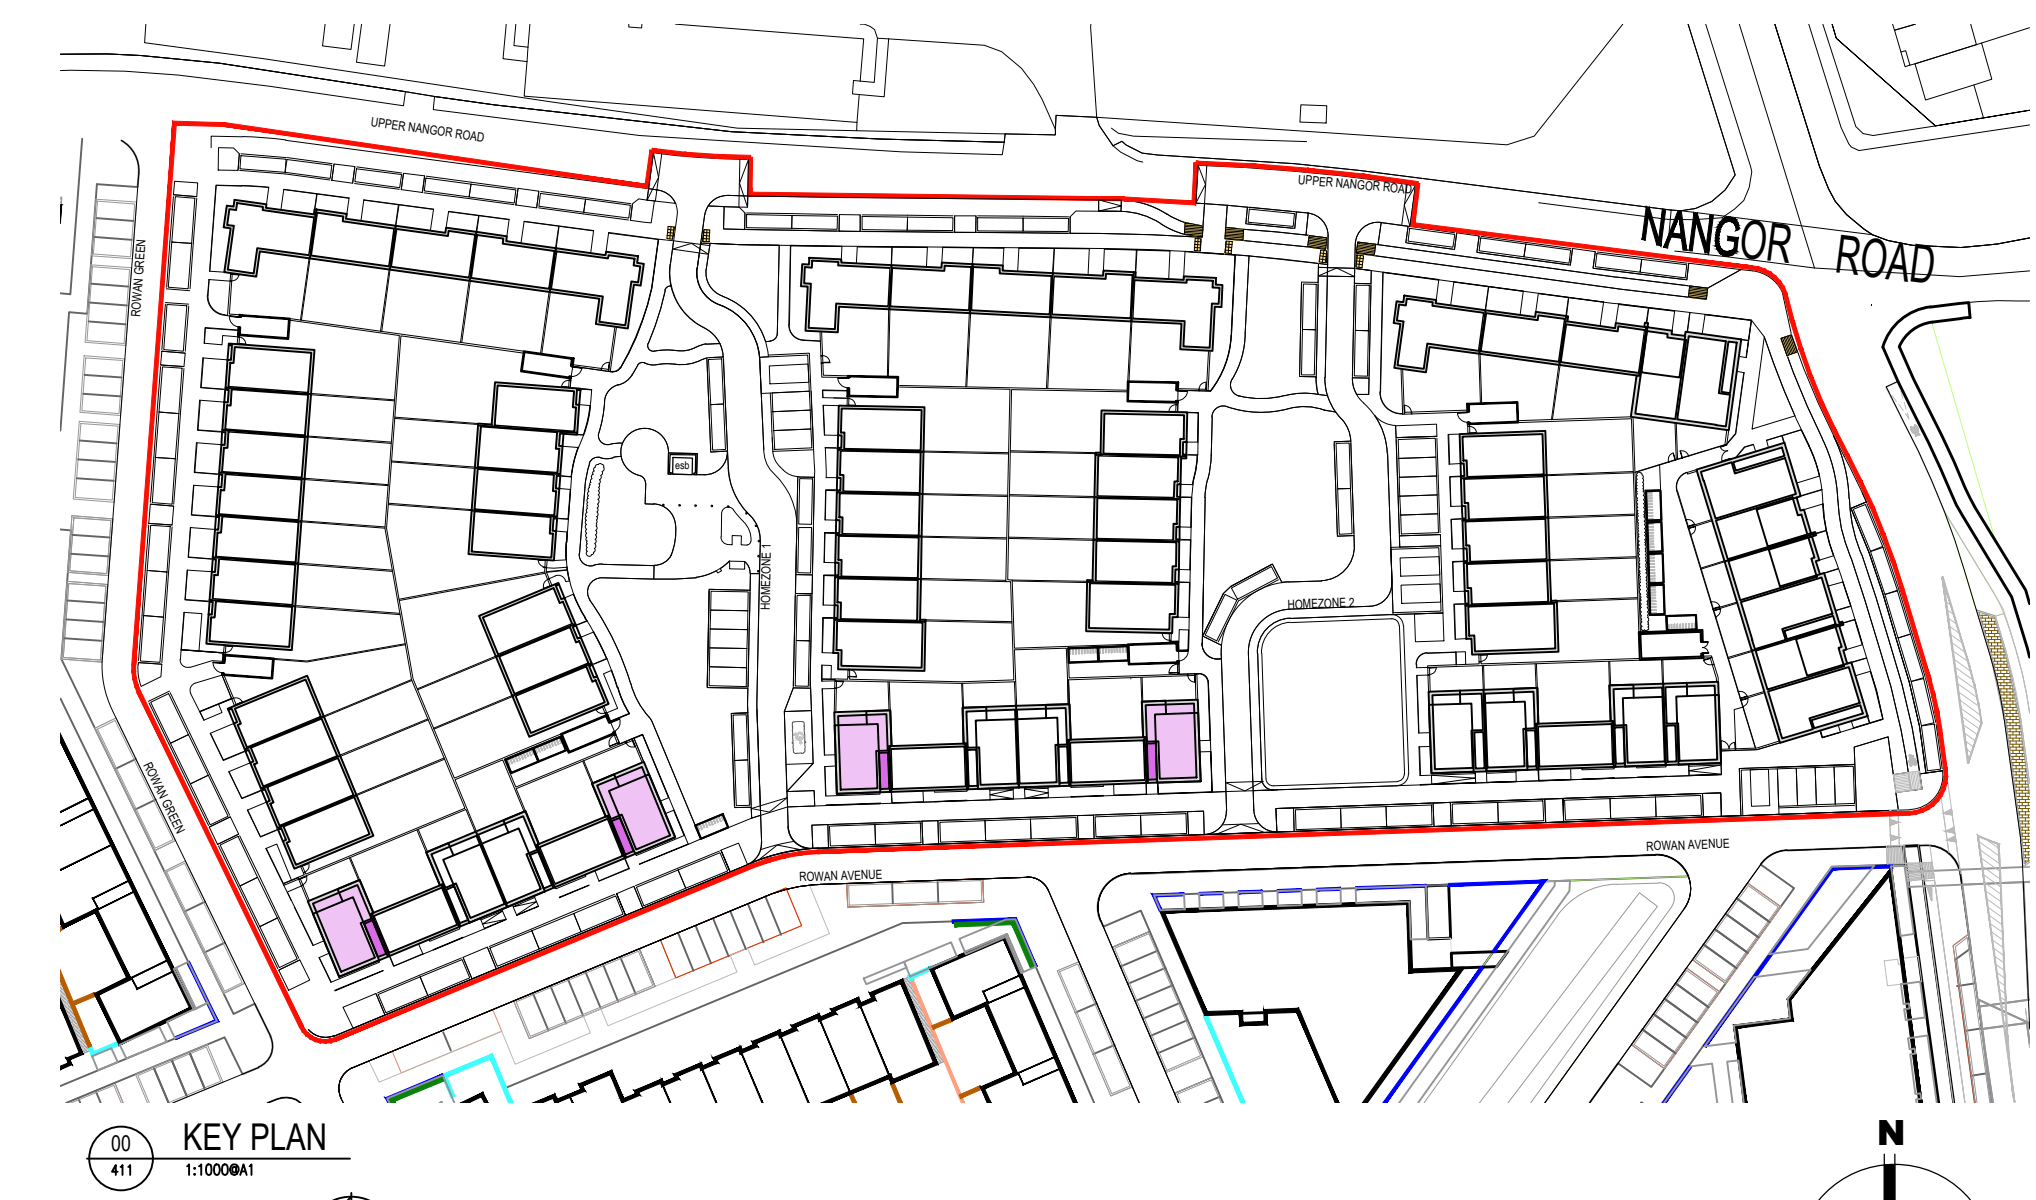 UPPER NANGOR ROAD
UPPER NANGOR ROAD
NANGOR ROAD
ROWAN GREEN
esb
HOMEZONE 1
HOMEZONE 2
ROWAN GREEN
ROWAN AVENUE
ROWAN AVENUE
00
411
KEY PLAN
1:1000@A1
N